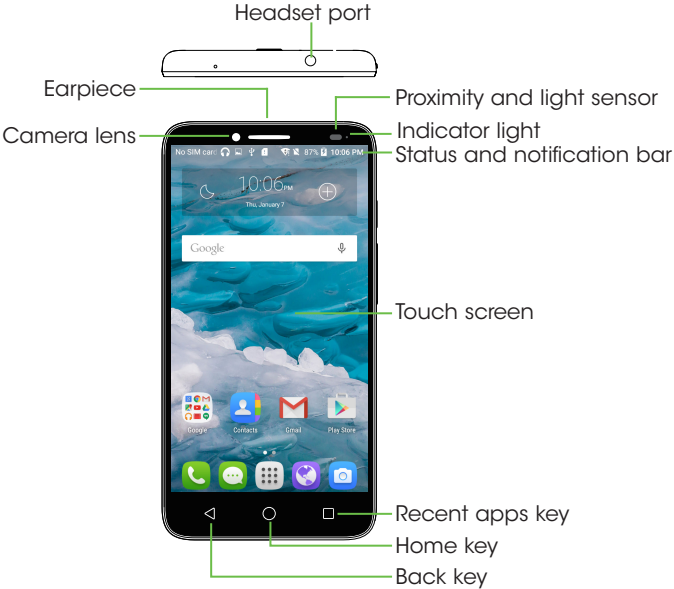 Headset port
Earpiece
Proximity and light sensor
Camera lens
Indicator light
Status and notification bar
No SIM card 87% 10:06 PM
10:06PM
Thu, January 7
Google
Touch screen
Google Contacts Gmail Play Store
Recent apps key
Home key
Back key